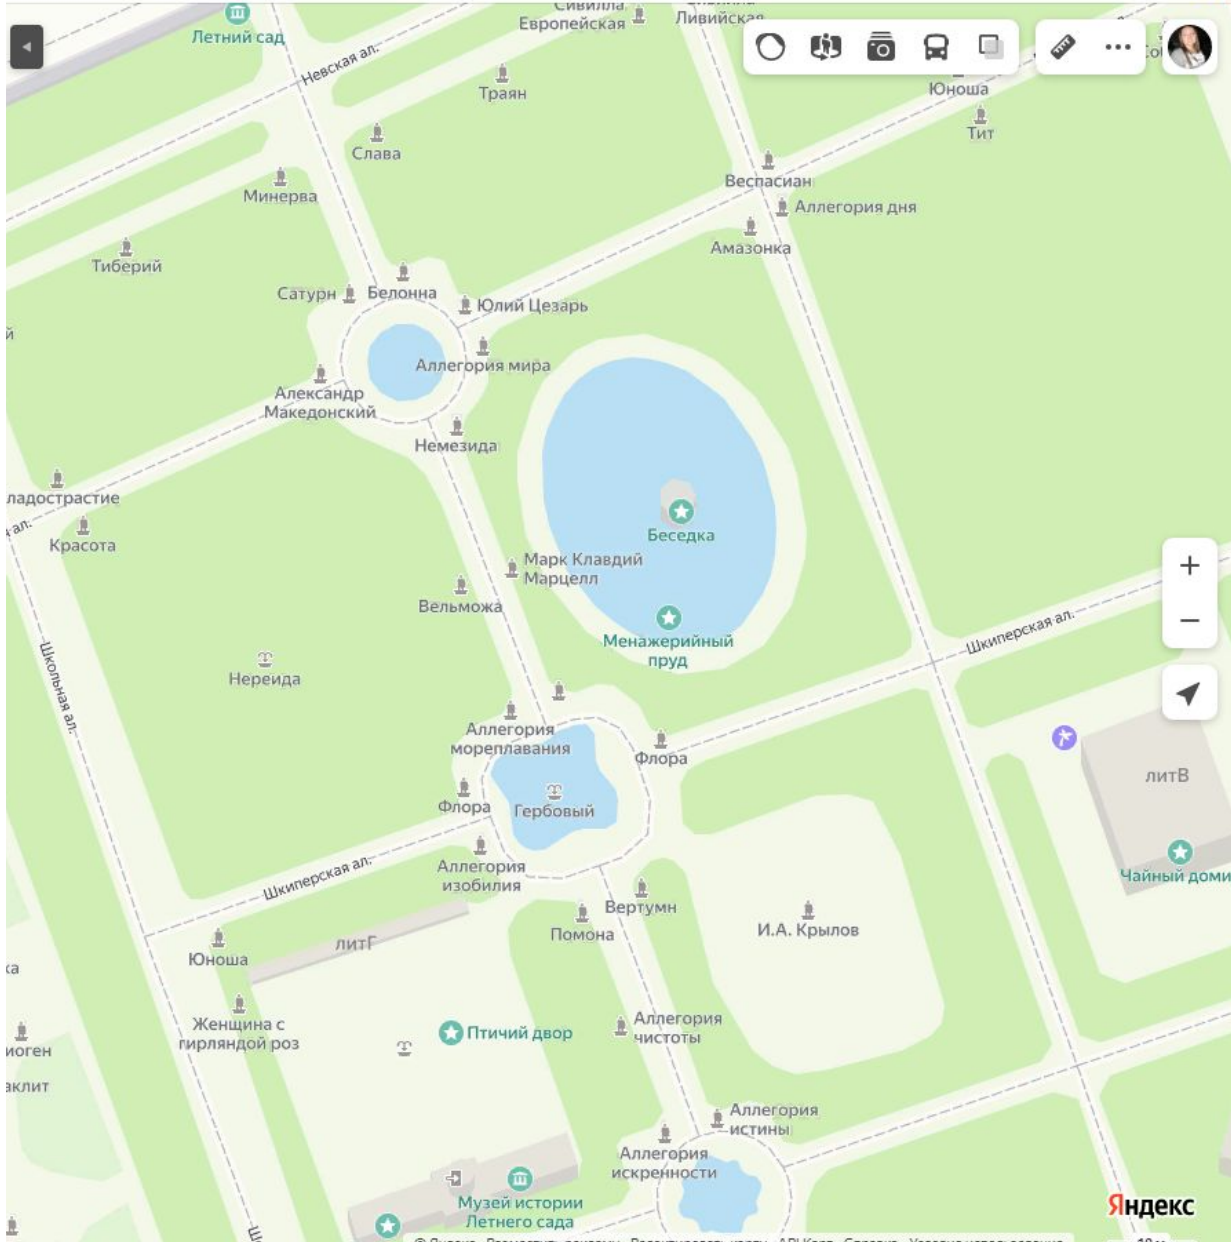 Сивилла
Европейская
Ливийская
Летний сад
Невская ал.
Траян
Юноша
Тит
Слава
Веспасиан
Минерва
Аллегория дня
Амазонка
Тиберий
Сатурн
Белонна
Юлий Цезарь
Аллегория мира
Александр
Македонский
Немезида
Красота
Беседка
Марк Клавдий
Марцелл
Вельможа
Менажерийный
пруд
Шкиперская ал.
Школьная ал.
Нереида
Аллегория
мореплавания
Флора
литВ
Флора
Гербовый
Аллегория
изобилия
Чайный доми
Шкиперская ал.
Вертумн
И.А. Крылов
Помона
литГ
Юноша
Женщина с
гирляндой роз
Птичий двор
Аллегория
чистоты
Аллегория
истины
Аллегория
искренности
Музей истории
Летнего сада
Яндекс